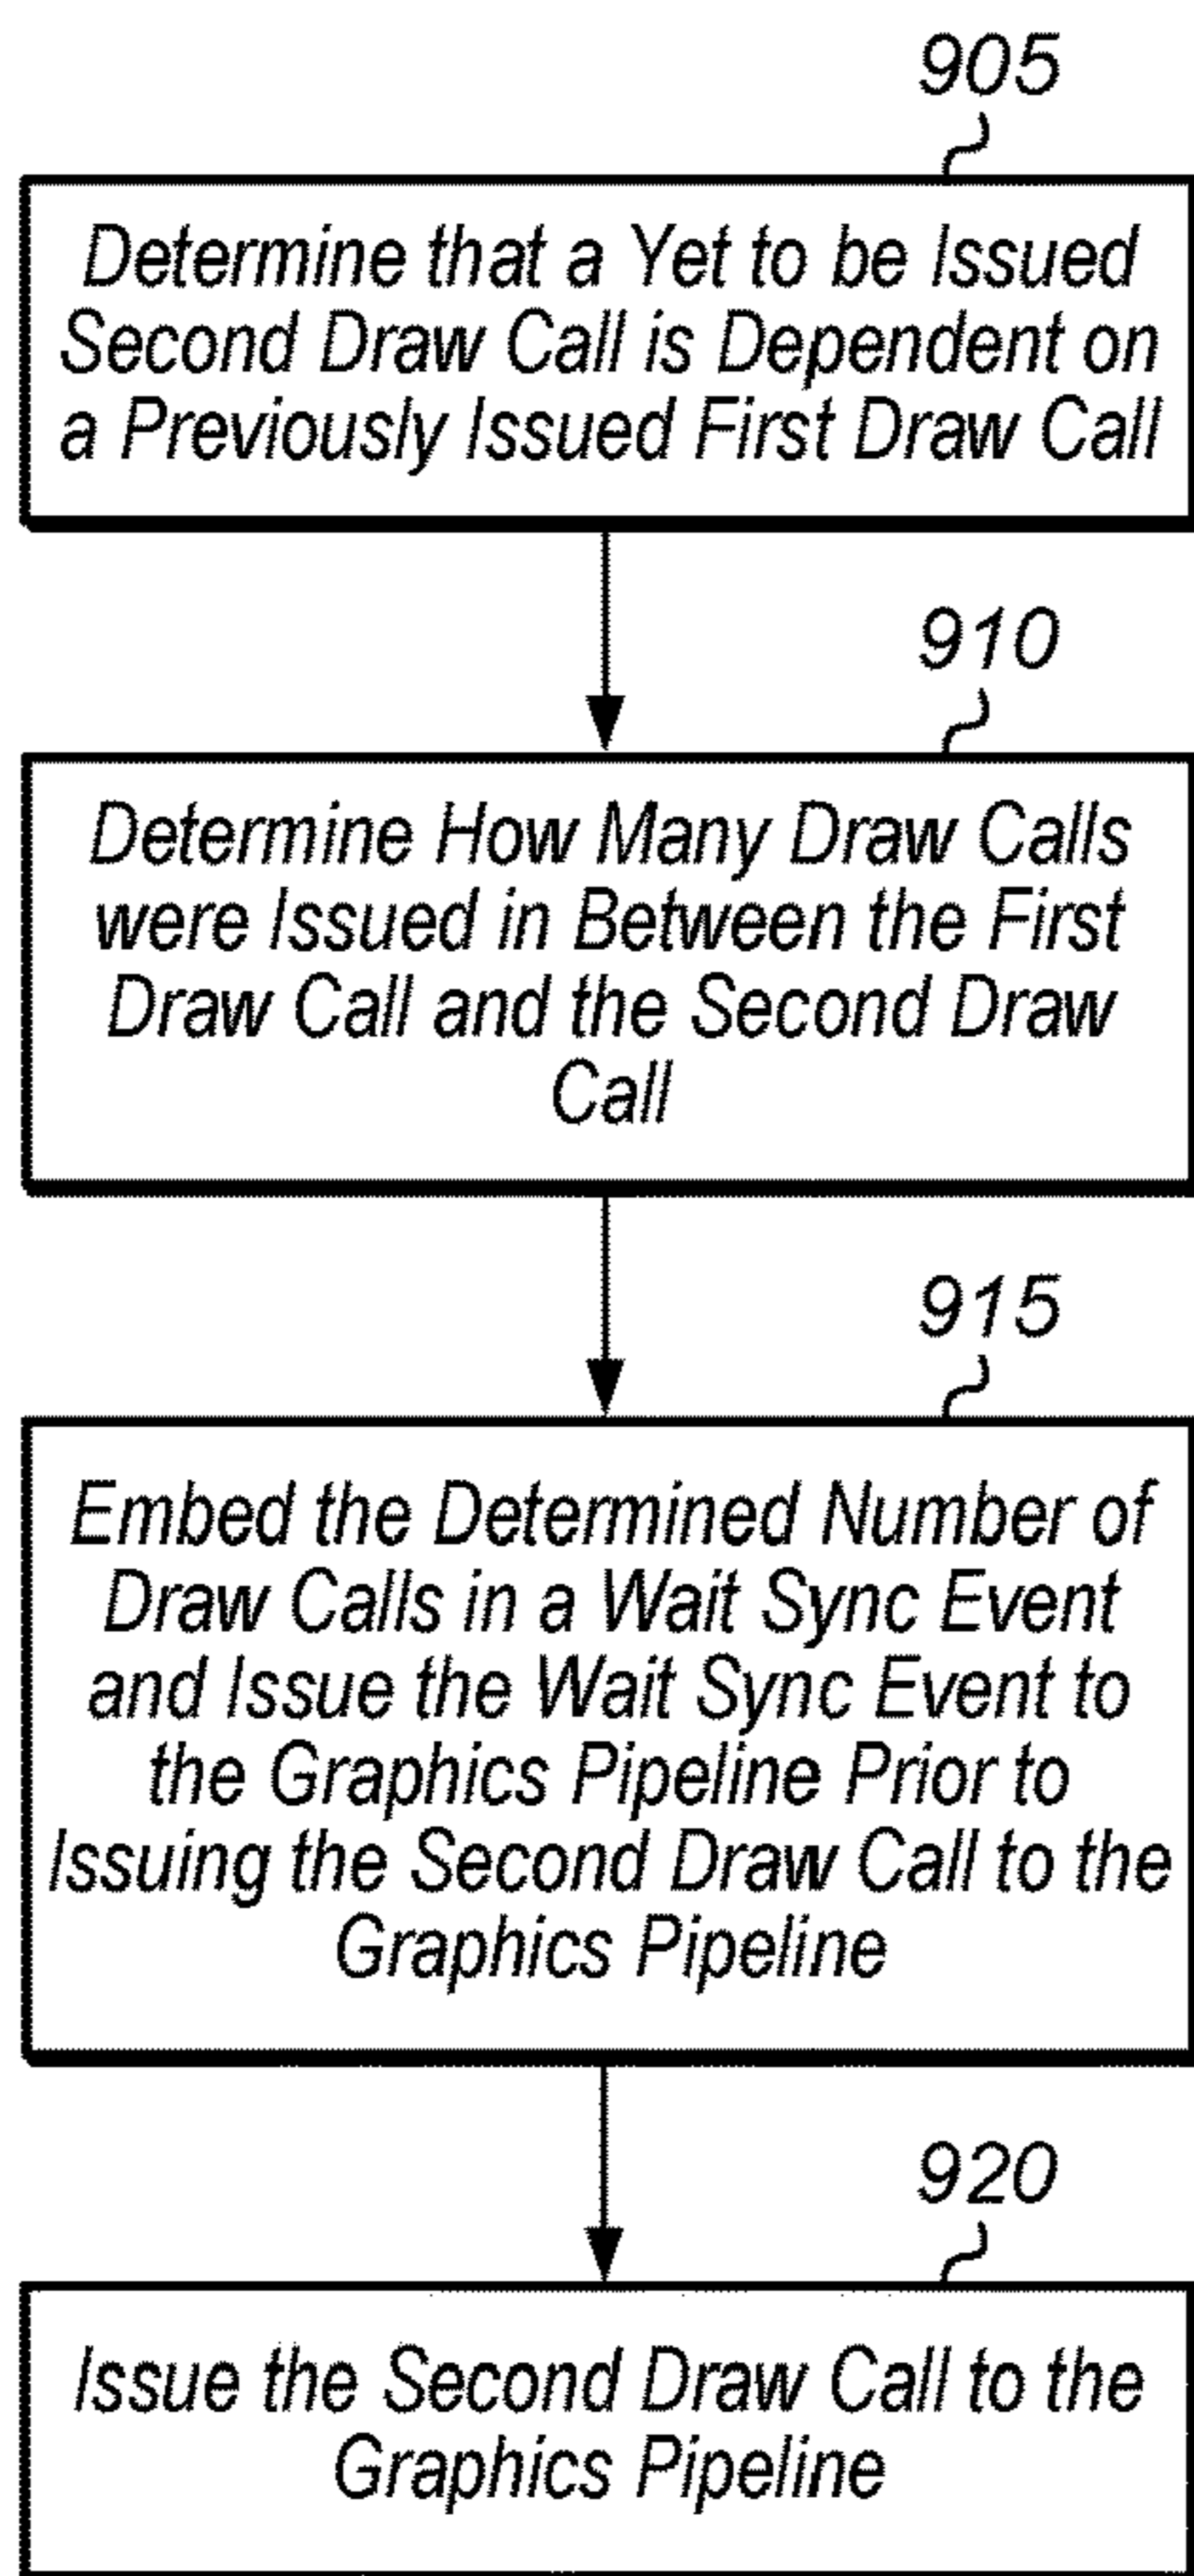 905
Determine that a Yet to be Issued
Second Draw Call is Dependent on
a Previously Issued First Draw Call
910
Determine How Many Draw Calls
were Issued in Between the First
Draw Call and the Second Draw
Call
915
Embed the Determined Number of
Draw Calls in a Wait Sync Event
and Issue the Wait Sync Event to
the Graphics Pipeline Prior to
Issuing the Second Draw Call to the
Graphics Pipeline
920
Issue the Second Draw Call to the
Graphics Pipeline